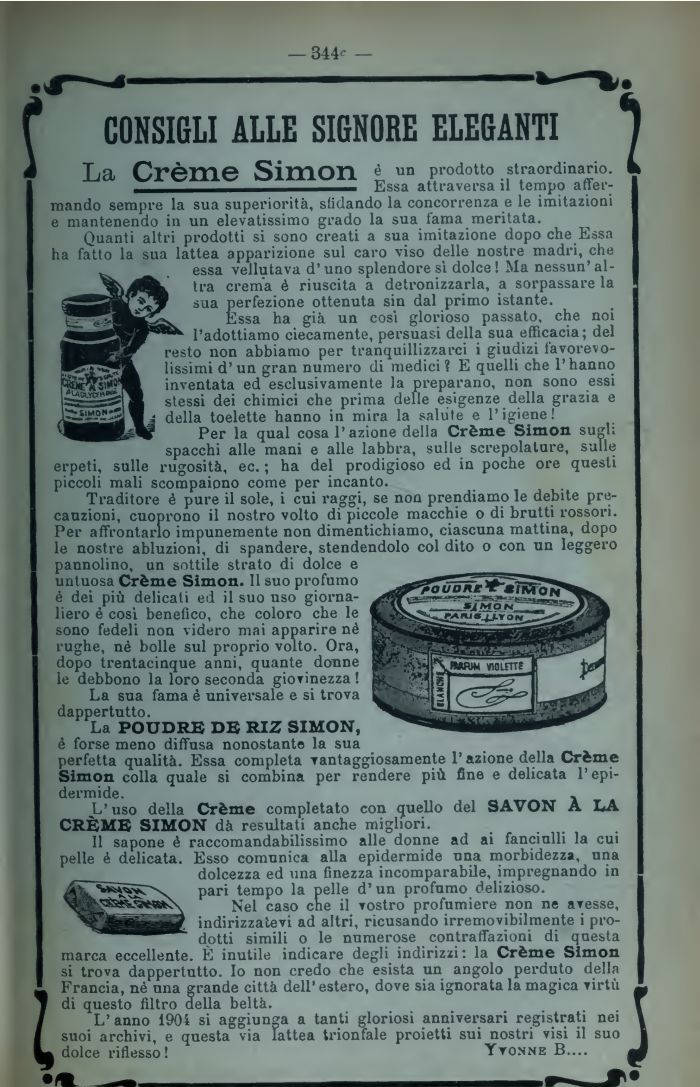 — 344c —
CONSIGLI ALLE SIGNORE ELEGANTI
La Crème Simon è un prodotto straordinario.
Essa attraversa il tempo affer-
mando sempre la sua superiorità, sfidando la concorrenza e le imitazioni
e mantenendo in un elevatissimo grado la sua fama meritata.
Quanti altri prodotti si sono creati a sua imitazione dopo che Essa
ha fatto la sua lattea apparizione sul caro viso delle nostre madri, che
essa vellutava d'uno splendore sì dolce! Ma nessun'al-
tra crema è riuscita a detronizzarla, a sorpassare la
sua perfezione ottenuta sin dal primo istante.
Essa ha già un così glorioso passato, che noi
l'adottiamo ciecamente, persuasi della sua efficacia; del
resto non abbiamo per tranquillizzarci i giudizi favorevo-
lissimi d'un gran numero di medici? E quelli che l'hanno
inventata ed esclusivamente la preparano, non sono essi
stessi dei chimici che prima delle esigenze della grazia e
della toelette hanno in mira la salute e l'igiene!
Per la qual cosa l'azione della Crème Simon sugli
spacchi alle mani e alle labbra, sulle screpolature, sulle
erpeti, sulle rugosità, ec.; ha del prodigioso ed in poche ore questi
piccoli mali scompaiono come per incanto.
Traditore è pure il sole, i cui raggi, se non prendiamo le debite pre-
cauzioni, cuoprono il nostro volto di piccole macchie o di brutti rossori.
Per affrontarlo impunemente non dimentichiamo, ciascuna mattina, dopo
le nostre abluzioni, di spandere, stendendolo col dito o con un leggero
pannolino, un sottile strato di dolce e
untuosa Crème Simon. Il suo profumo
è dei più delicati ed il suo uso giorna-
liero è così benefico, che coloro che le
sono fedeli non videro mai apparire nè
rughe, nè bolle sul proprio volto. Ora,
dopo trentacinque anni, quante donne
le debbono la loro seconda giovinezza!
La sua fama è universale e si trova
dappertutto.
La POUDRE DE RIZ SIMON,
è forse meno diffusa nonostante la sua
perfetta qualità. Essa completa vantaggiosamente l'azione della Crème
Simon colla quale si combina per rendere più fine e delicata l'epi-
dermide.
L'uso della Crème completato con quello del SAVON À LA
CRÈME SIMON dà resultati anche migliori.
Il sapone è raccomandabilissimo alle donne ad ai fanciulli la cui
pelle è delicata. Esso comunica alla epidermide una morbidezza, una
dolcezza ed una finezza incomparabile, impregnando in
pari tempo la pelle d'un profumo delizioso.
Nel caso che il vostro profumiere non ne avesse,
indirizzatevi ad altri, ricusando irremovibilmente i pro-
dotti simili o le numerose contraffazioni di questa
marca eccellente. È inutile indicare degli indirizzi: la Crème Simon
si trova dappertutto. Io non credo che esista un angolo perduto della
Francia, nè una grande città dell'estero, dove sia ignorata la magica virtù
di questo filtro della beltà.
L'anno 1904 si aggiunga a tanti gloriosi anniversari registrati nei
suoi archivi, e questa via lattea trionfale proietti sui nostri visi il suo
dolce riflesso!
YVONNE B....
CRÈME SIMON
À LA GLYCERINE
SIMON
POUDRE SIMON
SIMON
PARIS LYON
PARFUM VIOLETTE
BLANCHE
Simon
SAVON
À LA
CRÈME SIMON